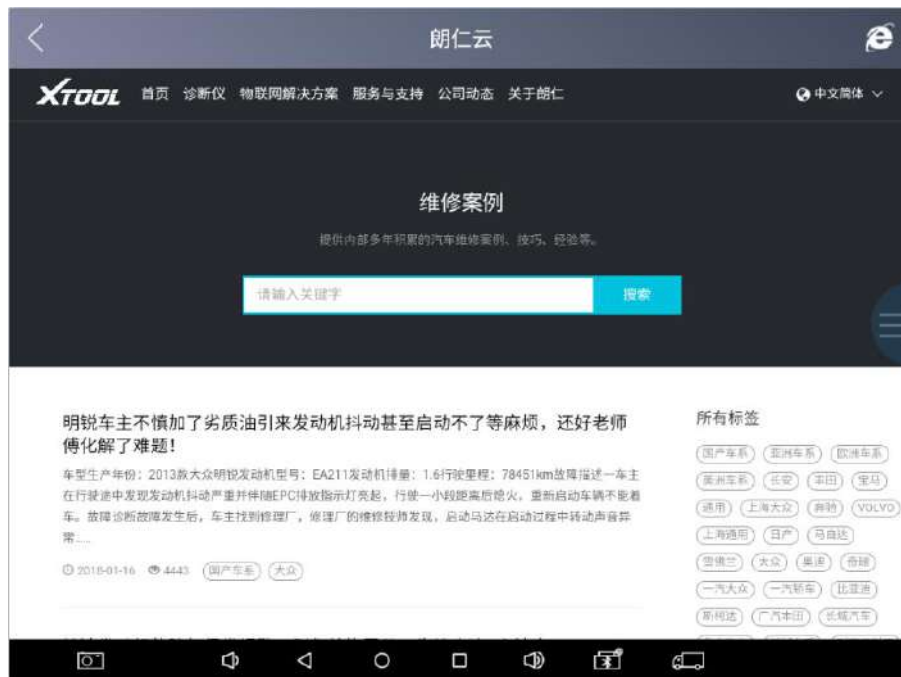 朗仁云
XTOOL 首页 诊断仪 物联网解决方案 服务与支持 公司动态 关于朗仁 中文简体
维修案例
提供内部多年积累的汽车维修案例、技巧、经验等。
请输入关键字 搜索
明锐车主不慎加了劣质油引来发动机抖动甚至启动不了等麻烦，还好老师
傅化解了难题！
车型生产年份：2013款大众明锐发动机型号：EA211发动机排量：1.6行驶里程：78451km故障描述一车主
在行驶途中发现发动机抖动严重并伴随EPC排放指示灯亮起，行驶一小段距离后熄火，重新启动车辆不能着
车。故障诊断故障发生后，车主找到修理厂，修理厂的维修技师发现，启动马达在启动过程中转动声音异
常......
2018-01-16 4443 国产车系 大众
所有标签
国产车系 亚洲车系 欧洲车系
美洲车系 长安 丰田 宝马
通用 上海大众 奔驰 VOLVO
上海通用 日产 马自达
雪佛兰 大众 奥迪 奇瑞
一汽大众 一汽轿车 比亚迪
斯柯达 广汽本田 长城汽车